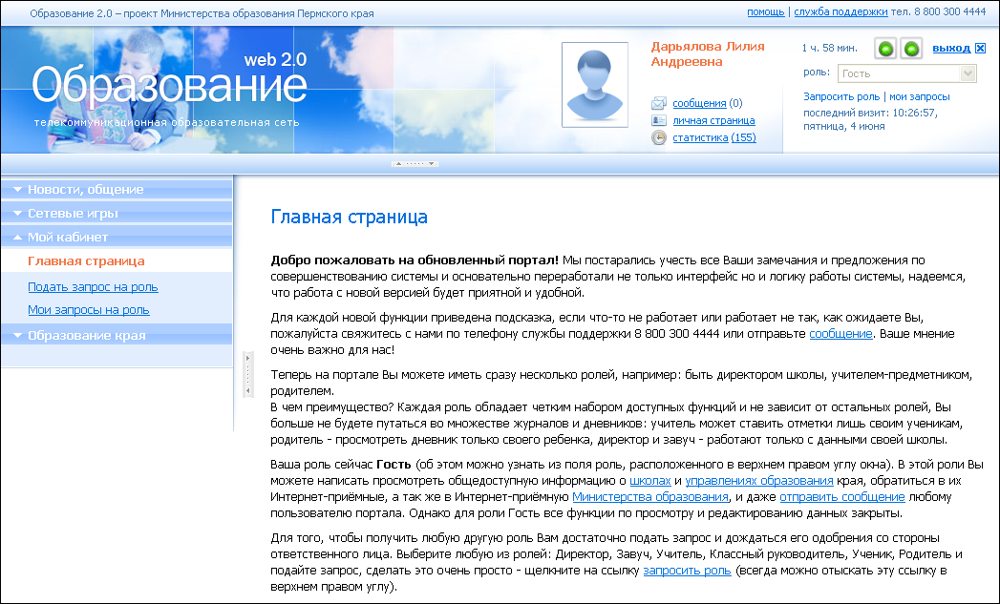 Образование 2.0 – проект Министерства образования Пермского края
помощь | служба поддержки тел. 8 800 300 4444
web 2.0
Образование
телекоммуникационная образовательная сеть
Дарьялова Лилия
Андреевна
сообщения (0)
личная страница
статистика (155)
1 ч. 58 мин.
выход
роль: Гость
Запросить роль | мои запросы
последний визит: 10:26:57,
пятница, 4 июня
Новости, общение
Сетевые игры
Мой кабинет
Главная страница
Подать запрос на роль
Мои запросы на роль
Образование края
Главная страница
Добро пожаловать на обновленный портал! Мы постарались учесть все Ваши замечания и предложения по
совершенствованию системы и основательно переработали не только интерфейс но и логику работы системы, надеемся,
что работа с новой версией будет приятной и удобной.
Для каждой новой функции приведена подсказка, если что-то не работает или работает не так, как ожидаете Вы,
пожалуйста свяжитесь с нами по телефону службы поддержки 8 800 300 4444 или отправьте сообщение. Ваше мнение
очень важно для нас!
Теперь на портале Вы можете иметь сразу несколько ролей, например: быть директором школы, учителем-предметником,
родителем.
В чем преимущество? Каждая роль обладает четким набором доступных функций и не зависит от остальных ролей, Вы
больше не будете путаться во множестве журналов и дневников: учитель может ставить отметки лишь своим ученикам,
родитель - просмотреть дневник только своего ребенка, директор и завуч - работают только с данными своей школы.
Ваша роль сейчас Гость (об этом можно узнать из поля роль, расположенного в верхнем правом углу окна). В этой роли Вы
можете написать просмотреть общедоступную информацию о школах и управлениях образования края, обратиться в их
Интернет-приёмные, а так же в Интернет-приёмную Министерства образования, и даже отправить сообщение любому
пользователю портала. Однако для роли Гость все функции по просмотру и редактированию данных закрыты.
Для того, чтобы получить любую другую роль Вам достаточно подать запрос и дождаться его одобрения со стороны
ответственного лица. Выберите любую из ролей: Директор, Завуч, Учитель, Классный руководитель, Ученик, Родитель и
подайте запрос, сделать это очень просто - щелкните на ссылку запросить роль (всегда можно отыскать эту ссылку в
верхнем правом углу).